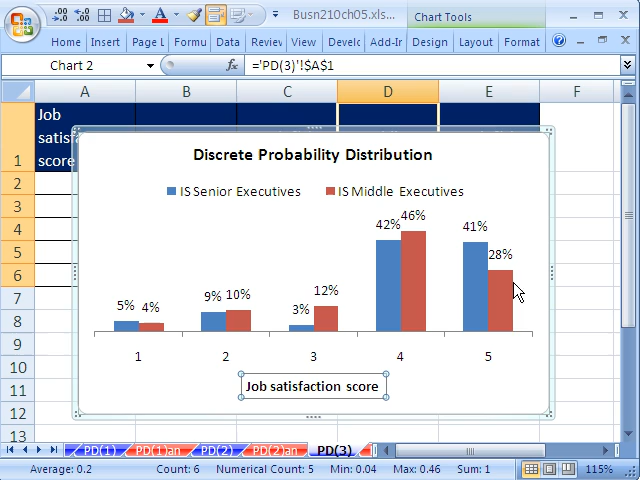 Busn210ch05.xls... Chart Tools
Home Insert Page L Formu Data Review Develc Add-Ir Design Layout Format
Chart 2 fx ='PD(3)'!$A$1
A B C D E F
Job
satisfa
score
1
2
3
4
5
6
7
8
9
10
11
12
13
Discrete Probability Distribution
IS Senior Executives IS Middle Executives
5% 4% 9% 10% 3% 12% 42% 46% 41% 28%
1 2 3 4 5
Job satisfaction score
PD(1) PD(1)an PD(2) PD(2)an PD(3)
Average: 0.2 Count: 6 Numerical Count: 5 Min: 0.04 Max: 0.46 Sum: 1 115%